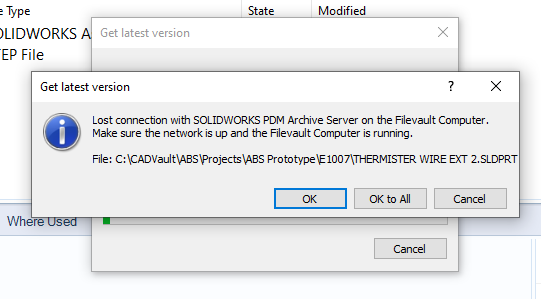 e Type State Modified
OLIDWORKS A
EP File
Get latest version
Get latest version
Lost connection with SOLIDWORKS PDM Archive Server on the Filevault Computer.
Make sure the network is up and the Filevault Computer is running.
File: C:\CADVault\ABS\Projects\ABS Prototype\E1007\THERMISTER WIRE EXT 2.SLDPRT
OK OK to All Cancel
Where Used
Cancel